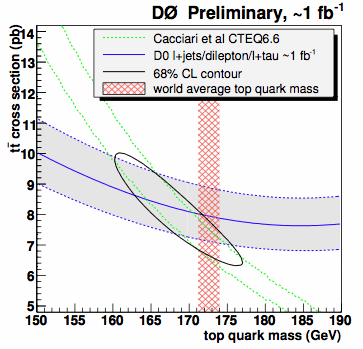 DØ Preliminary, ~1 fb-1
Cacciari et al CTEQ6.6
D0 l+jets/dilepton/l+tau ~1 fb-1
68% CL contour
world average top quark mass
tt̄ cross section (pb)
14
13
12
11
10
9
8
7
6
5
150 155 160 165 170 175 180 185 190
top quark mass (GeV)